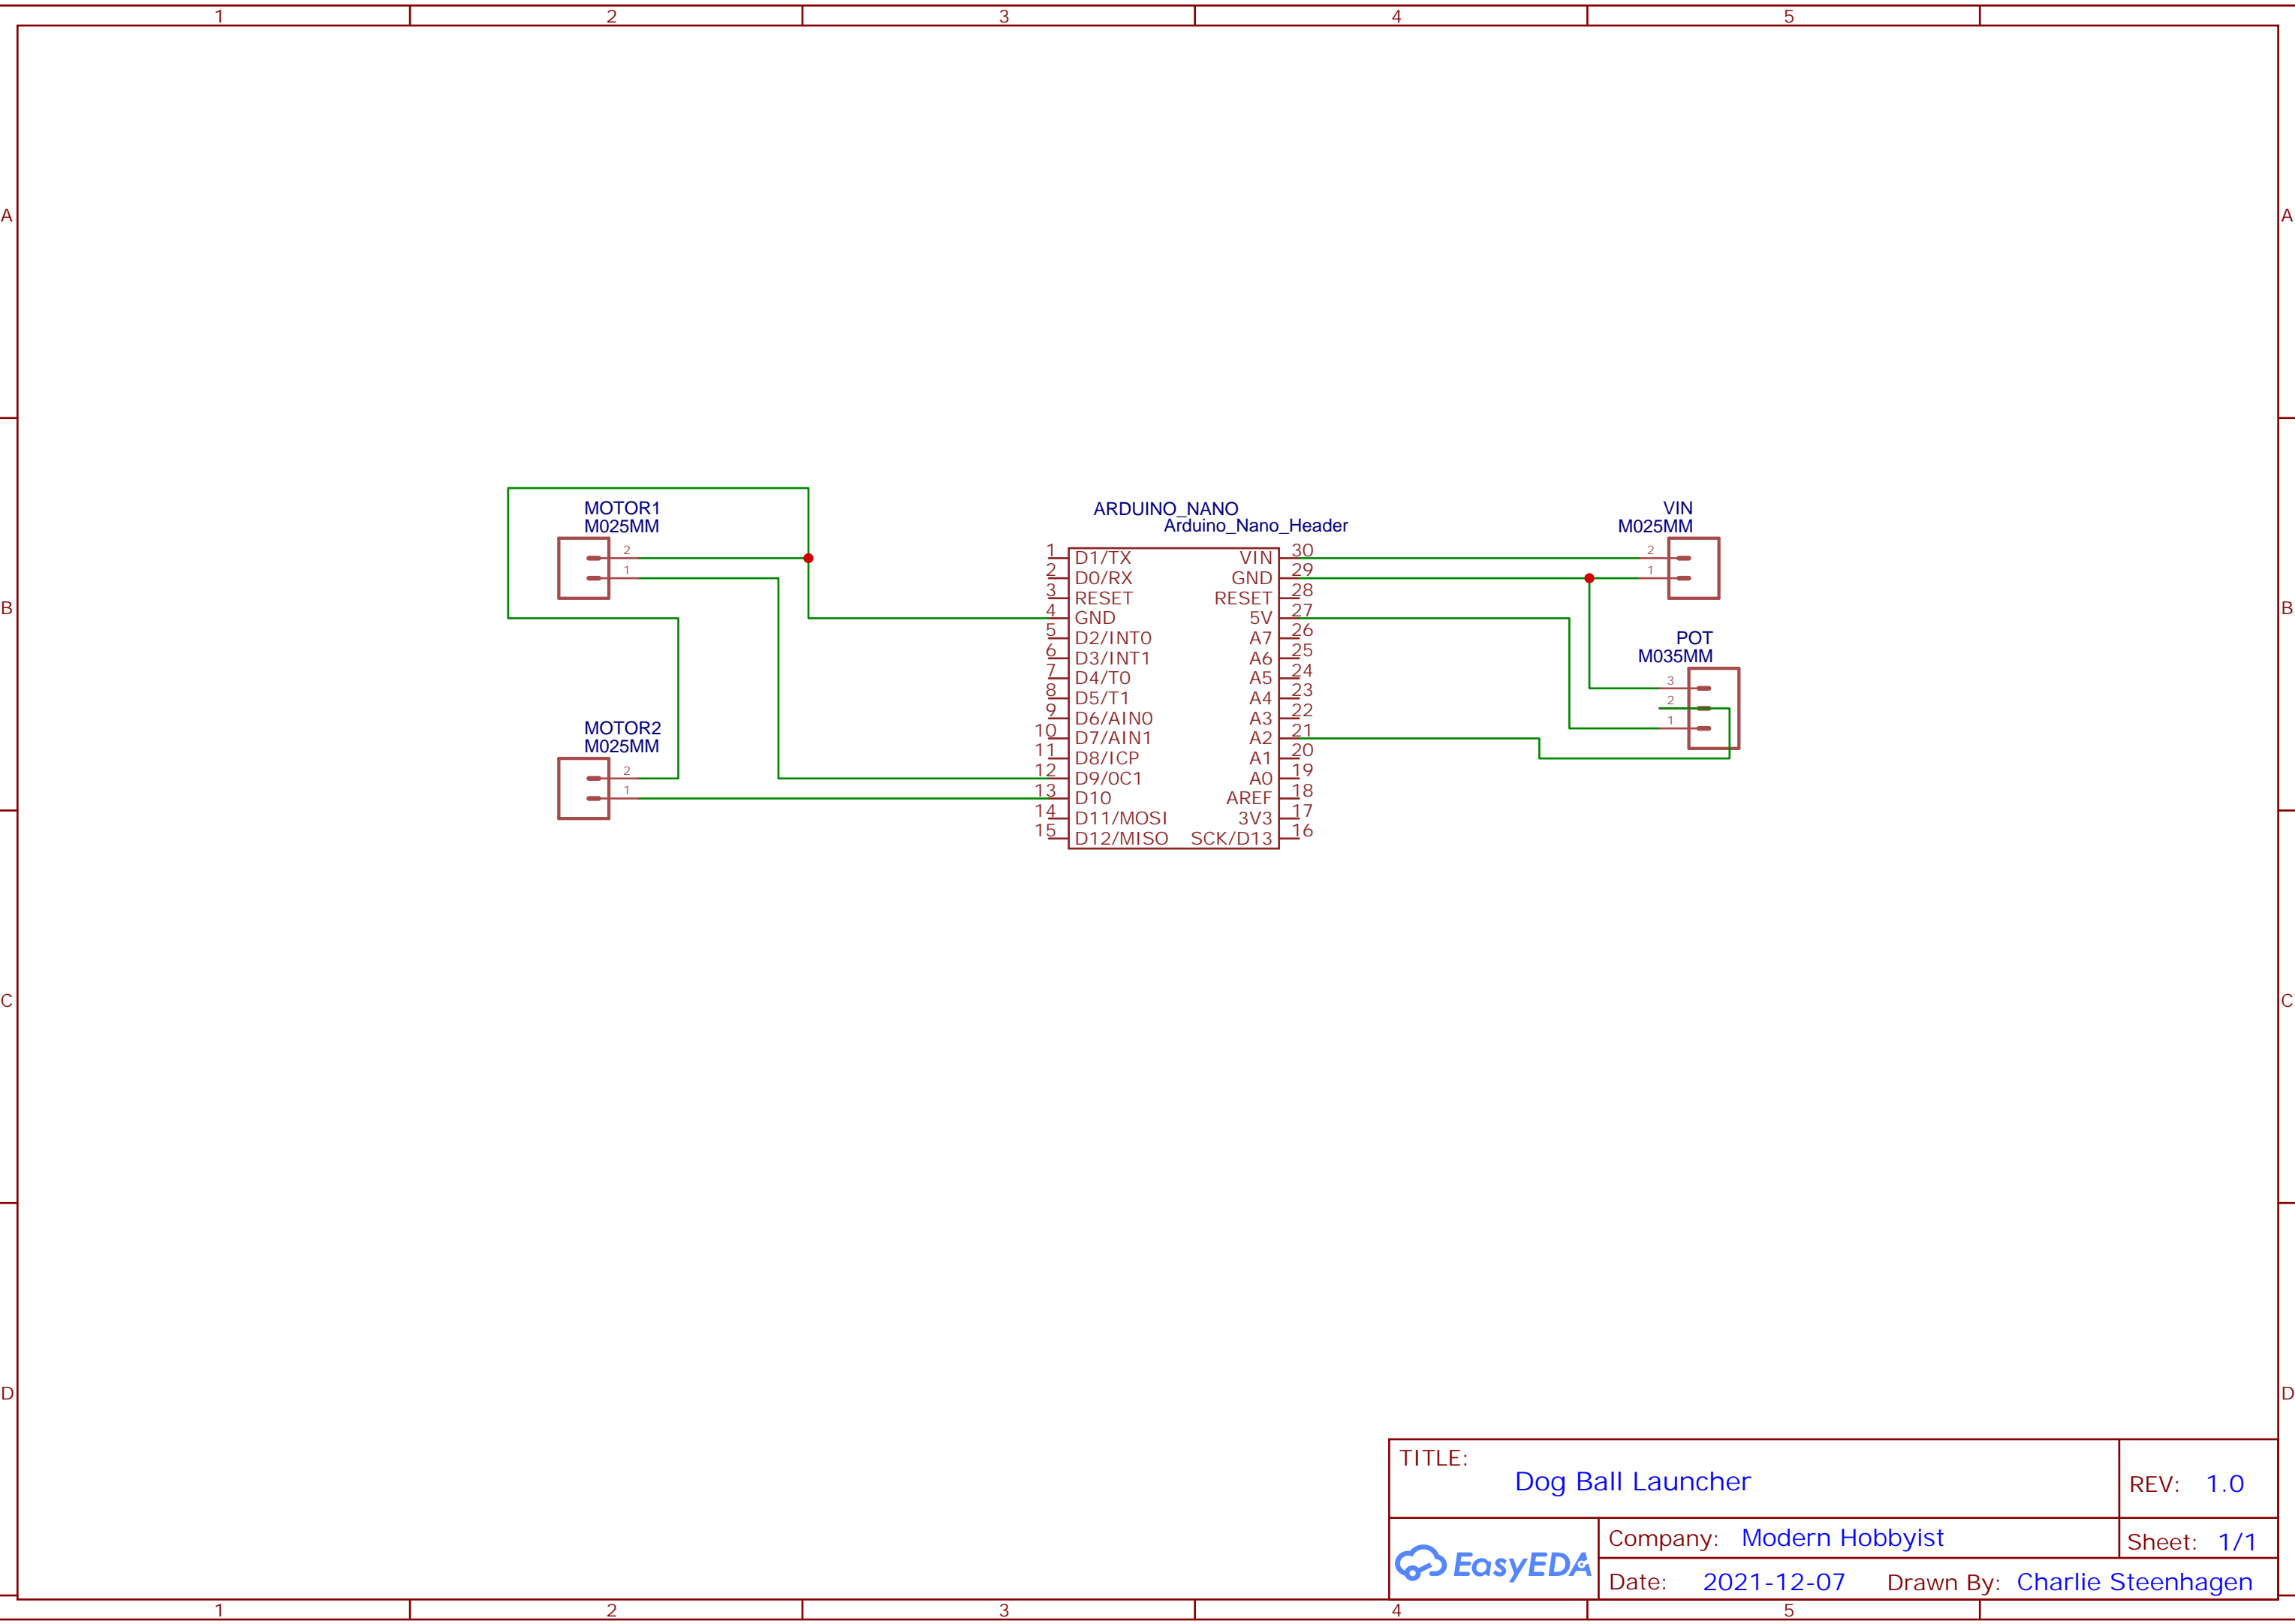 1 2 3 4 5
A A
MOTOR1
M025MM
2
1
ARDUINO_NANO
Arduino_Nano_Header
VIN
M025MM
2
1
1 D1/TX VIN 30
2 D0/RX GND 29
3 RESET RESET 28
4 GND 5V 27
5 D2/INT0 A7 26
6 D3/INT1 A6 25
7 D4/T0 A5 24
8 D5/T1 A4 23
9 D6/AIN0 A3 22
10 D7/AIN1 A2 21
11 D8/ICP A1 20
12 D9/0C1 A0 19
13 D10 AREF 18
14 D11/MOSI 3V3 17
15 D12/MISO SCK/D13 16
B B
POT
M035MM
3
2
1
MOTOR2
M025MM
2
1
C C
D D
TITLE:
Dog Ball Launcher
REV: 1.0
EasyEDA
Company: Modern Hobbyist
Sheet: 1/1
Date: 2021-12-07 Drawn By: Charlie Steenhagen
1 2 3 4 5